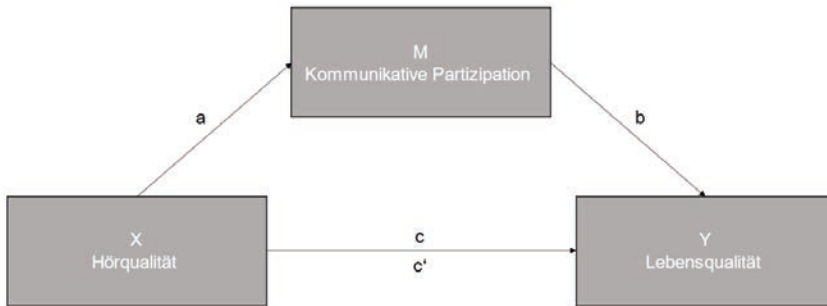 M
Kommunikative Partizipation
a
b
X
Hörqualität
c
c'
Y
Lebensqualität